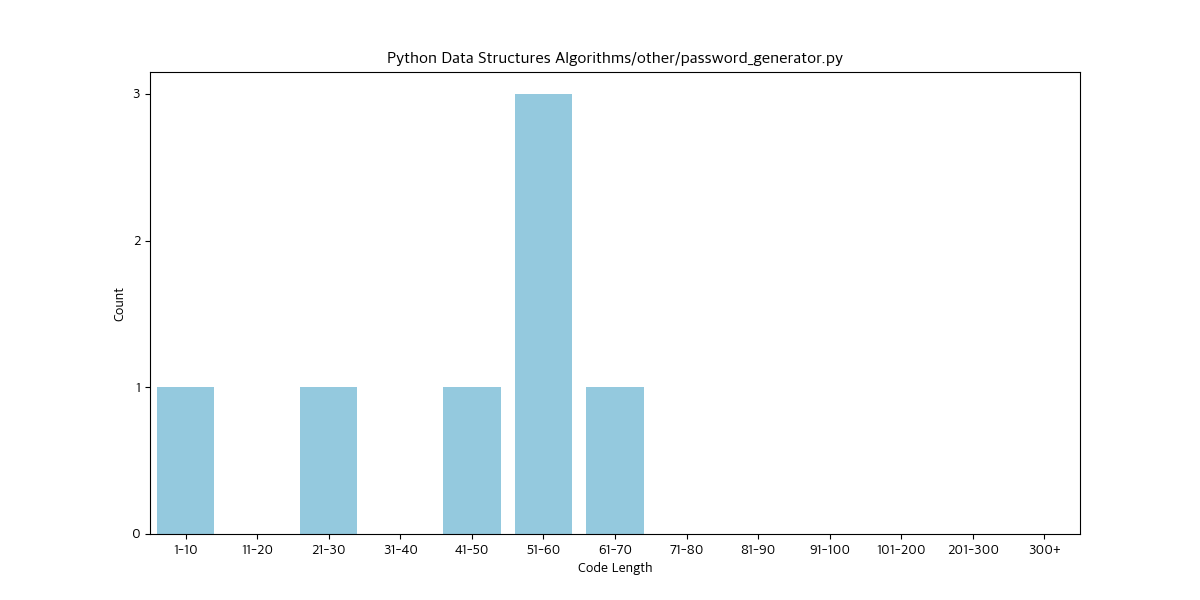 Python Data Structures Algorithms/other/password_generator.py
Count
3
2
1
0
1-10 11-20 21-30 31-40 41-50 51-60 61-70 71-80 81-90 91-100 101-200 201-300 300+
Code Length